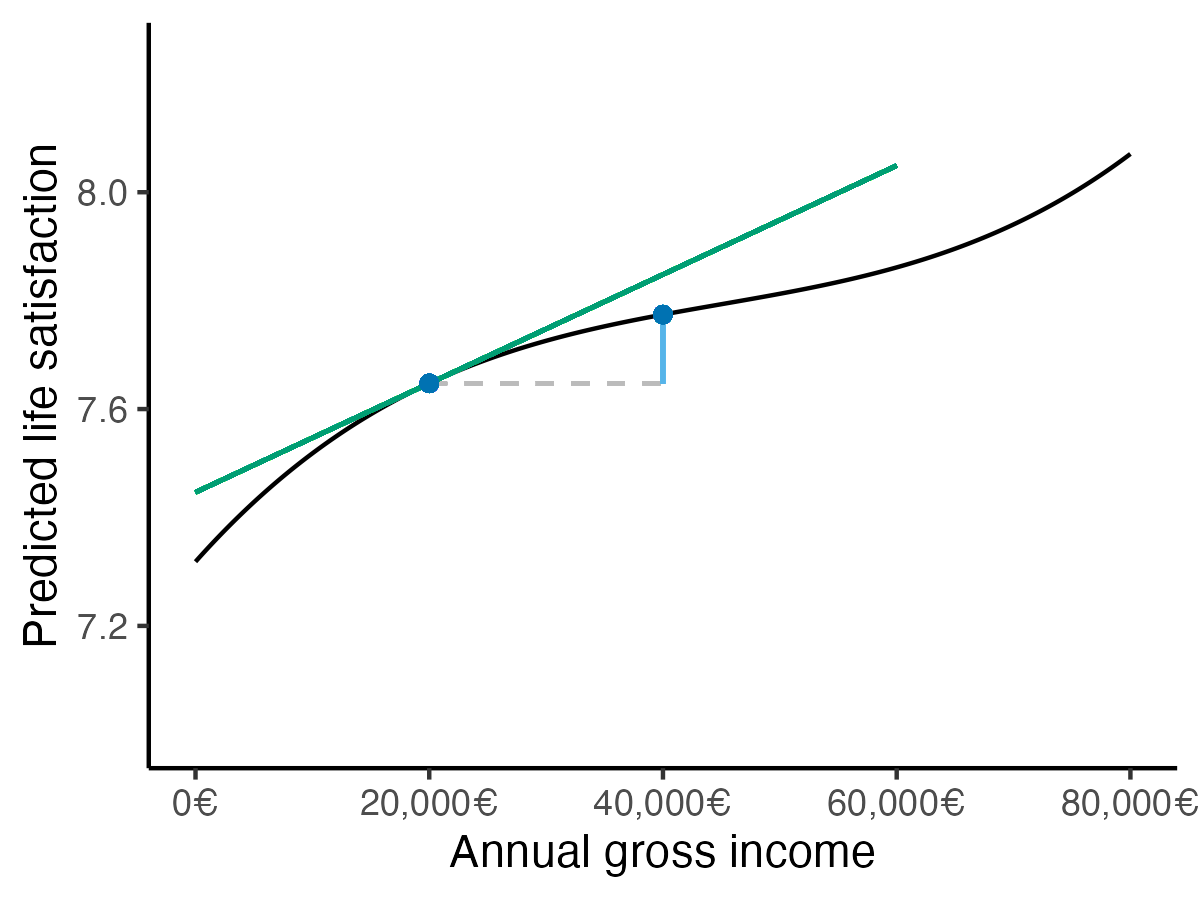 Predicted life satisfaction
8.0
7.6
7.2
0€ 20,000€ 40,000€ 60,000€ 80,000€
Annual gross income